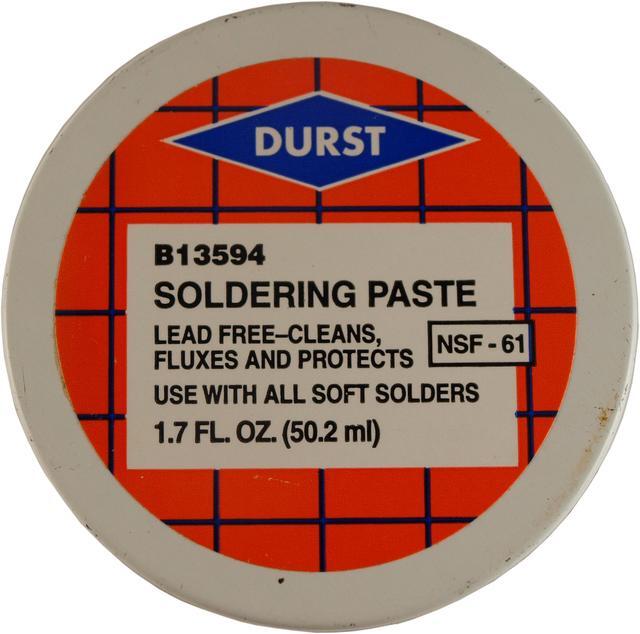 DURST
B13594
SOLDERING PASTE
LEAD FREE–CLEANS,
FLUXES AND PROTECTS
NSF - 61
USE WITH ALL SOFT SOLDERS
1.7 FL. OZ. (50.2 ml)